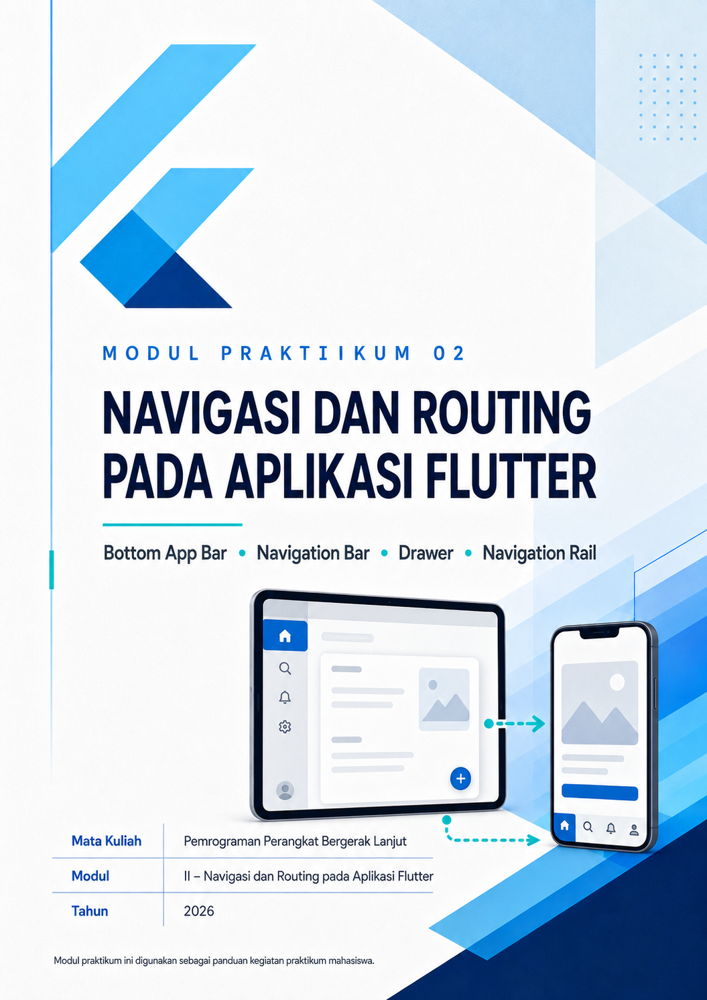 MODUL PRAKTIIKUM 02
NAVIGASI DAN ROUTING
PADA APLIKASI FLUTTER
Bottom App Bar • Navigation Bar • Drawer • Navigation Rail
Mata Kuliah Pemrograman Perangkat Bergerak Lanjut
Modul II – Navigasi dan Routing pada Aplikasi Flutter
Tahun 2026
Modul praktikum ini digunakan sebagai panduan kegiatan praktikum mahasiswa.